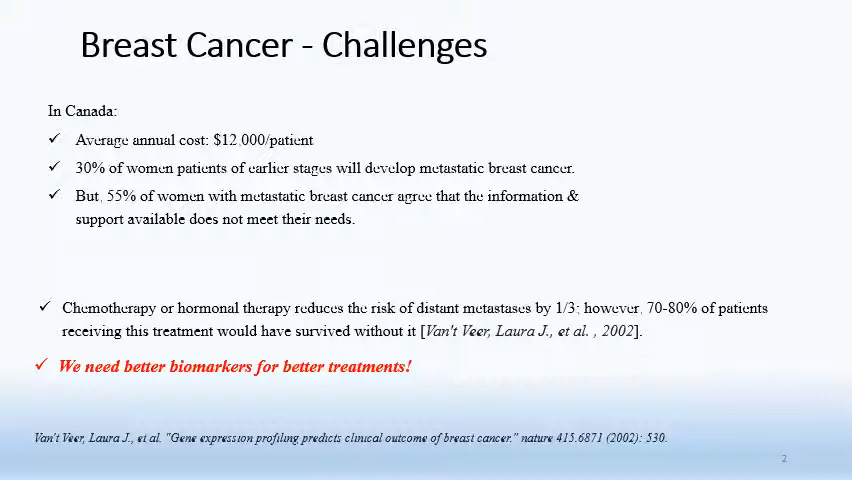 Breast Cancer - Challenges
In Canada:
✓ Average annual cost: $12,000/patient
✓ 30% of women patients of earlier stages will develop metastatic breast cancer.
✓ But, 55% of women with metastatic breast cancer agree that the information &
support available does not meet their needs.
✓ Chemotherapy or hormonal therapy reduces the risk of distant metastases by 1/3; however, 70-80% of patients
receiving this treatment would have survived without it [Van't Veer, Laura J., et al. , 2002].
✓ We need better biomarkers for better treatments!
Van't Veer, Laura J., et al. "Gene expression profiling predicts clinical outcome of breast cancer." nature 415.6871 (2002): 530.
2